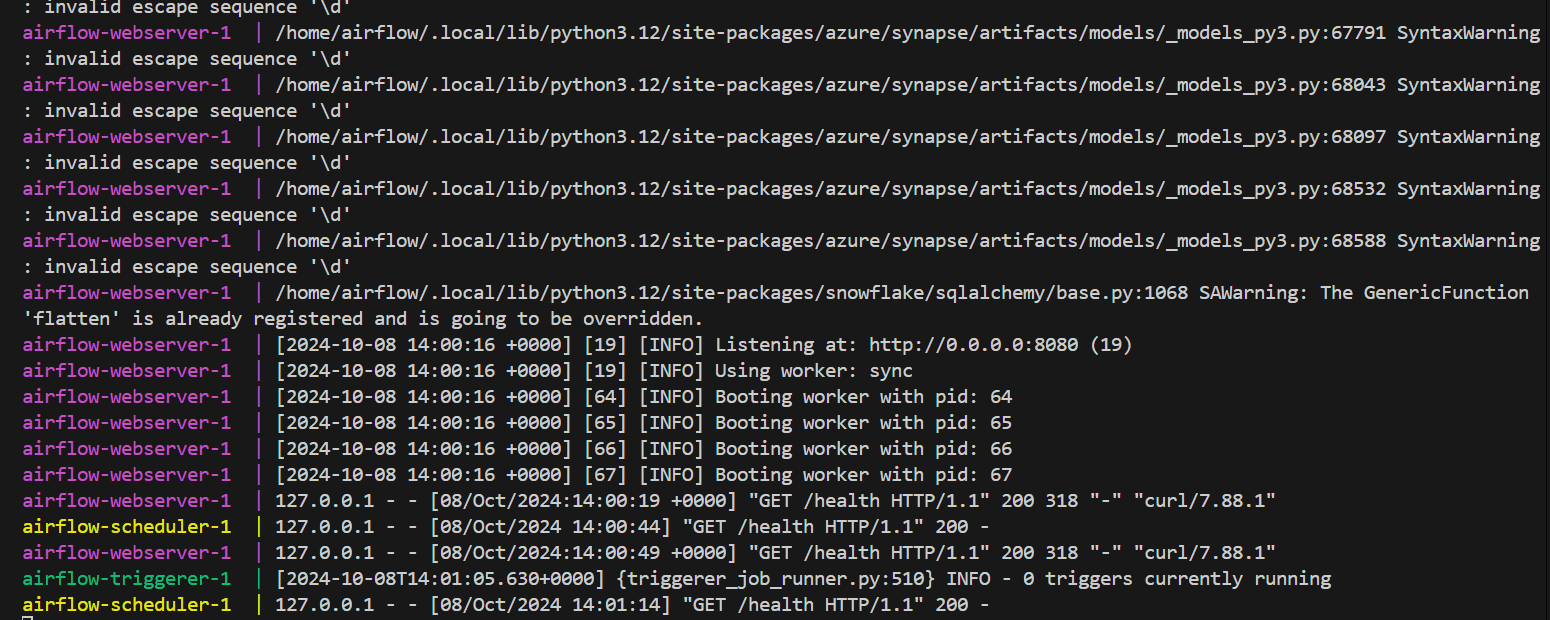 : invalid escape sequence '\d'
airflow-webserver-1  | /home/airflow/.local/lib/python3.12/site-packages/azure/synapse/artifacts/models/_models_py3.py:67791 SyntaxWarning
: invalid escape sequence '\d'
airflow-webserver-1  | /home/airflow/.local/lib/python3.12/site-packages/azure/synapse/artifacts/models/_models_py3.py:68043 SyntaxWarning
: invalid escape sequence '\d'
airflow-webserver-1  | /home/airflow/.local/lib/python3.12/site-packages/azure/synapse/artifacts/models/_models_py3.py:68097 SyntaxWarning
: invalid escape sequence '\d'
airflow-webserver-1  | /home/airflow/.local/lib/python3.12/site-packages/azure/synapse/artifacts/models/_models_py3.py:68532 SyntaxWarning
: invalid escape sequence '\d'
airflow-webserver-1  | /home/airflow/.local/lib/python3.12/site-packages/azure/synapse/artifacts/models/_models_py3.py:68588 SyntaxWarning
: invalid escape sequence '\d'
airflow-webserver-1  | /home/airflow/.local/lib/python3.12/site-packages/snowflake/sqlalchemy/base.py:1068 SAWarning: The GenericFunction
'flatten' is already registered and is going to be overridden.
airflow-webserver-1  | [2024-10-08 14:00:16 +0000] [19] [INFO] Listening at: http://0.0.0.0:8080 (19)
airflow-webserver-1  | [2024-10-08 14:00:16 +0000] [19] [INFO] Using worker: sync
airflow-webserver-1  | [2024-10-08 14:00:16 +0000] [64] [INFO] Booting worker with pid: 64
airflow-webserver-1  | [2024-10-08 14:00:16 +0000] [65] [INFO] Booting worker with pid: 65
airflow-webserver-1  | [2024-10-08 14:00:16 +0000] [66] [INFO] Booting worker with pid: 66
airflow-webserver-1  | [2024-10-08 14:00:16 +0000] [67] [INFO] Booting worker with pid: 67
airflow-webserver-1  | 127.0.0.1 - - [08/Oct/2024:14:00:19 +0000] "GET /health HTTP/1.1" 200 318 "-" "curl/7.88.1"
airflow-scheduler-1  | 127.0.0.1 - - [08/Oct/2024 14:00:44] "GET /health HTTP/1.1" 200 -
airflow-webserver-1  | 127.0.0.1 - - [08/Oct/2024:14:00:49 +0000] "GET /health HTTP/1.1" 200 318 "-" "curl/7.88.1"
airflow-triggerer-1  | [2024-10-08T14:01:05.630+0000] {triggerer_job_runner.py:510} INFO - 0 triggers currently running
airflow-scheduler-1  | 127.0.0.1 - - [08/Oct/2024 14:01:14] "GET /health HTTP/1.1" 200 -